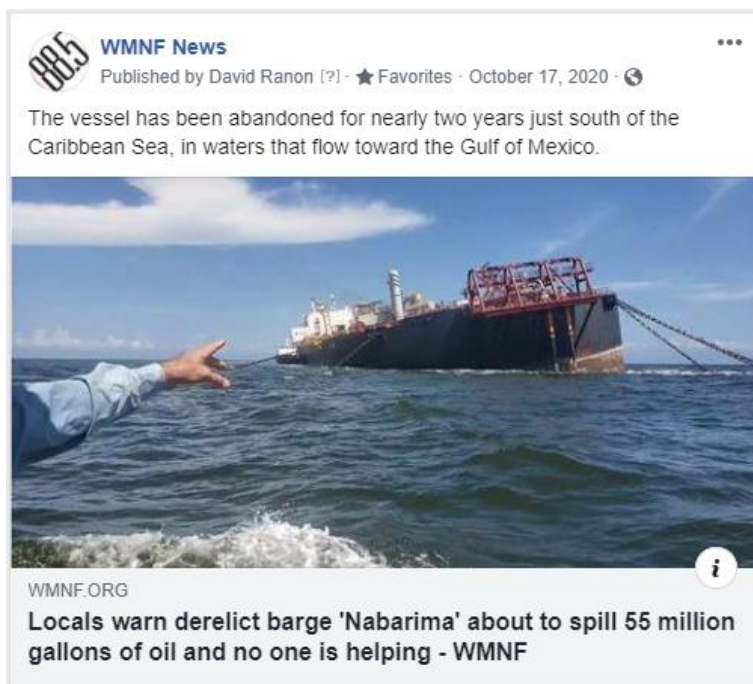 88.5
WMNF News
Published by David Ranon [?] · Favorites · October 17, 2020 ·
The vessel has been abandoned for nearly two years just south of the
Caribbean Sea, in waters that flow toward the Gulf of Mexico.
i
WMNF.ORG
Locals warn derelict barge 'Nabarima' about to spill 55 million
gallons of oil and no one is helping - WMNF